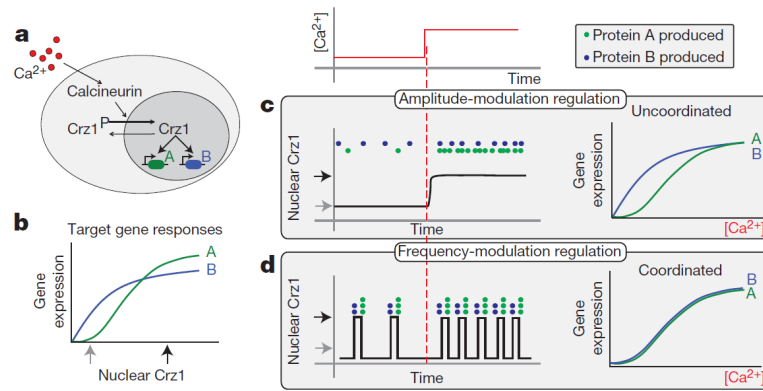 a
Ca2+
Calcineurin
P
Crz1
Crz1
A
B
b
Target gene responses
A
B
Gene
expression
Nuclear Crz1
[Ca2+]
Time
Protein A produced
Protein B produced
c
Amplitude-modulation regulation
Nuclear Crz1
Time
Uncoordinated
Gene
expression
A
B
[Ca2+]
d
Frequency-modulation regulation
Nuclear Crz1
Time
Coordinated
Gene
expression
B
A
[Ca2+]